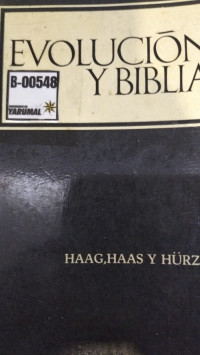 EVOLUCIÓN
Y BIBLIA
B-00548
YARUMAL
HAAG,HAAS Y HÜRZ